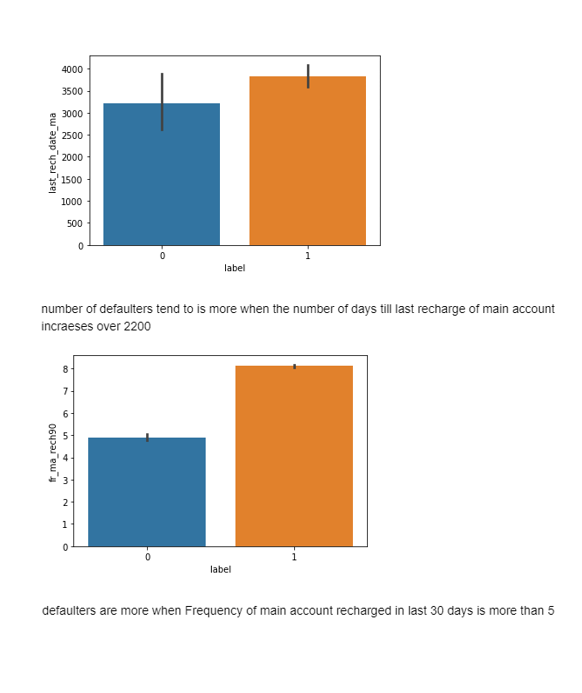 4000
3500
3000
2500
2000
1500
1000
500
0
last_rech_date_ma
0 1
label
number of defaulters tend to is more when the number of days till last recharge of main account
incraeses over 2200
8
7
6
5
4
3
2
1
0
fr_ma_rech90
0 1
label
defaulters are more when Frequency of main account recharged in last 30 days is more than 5